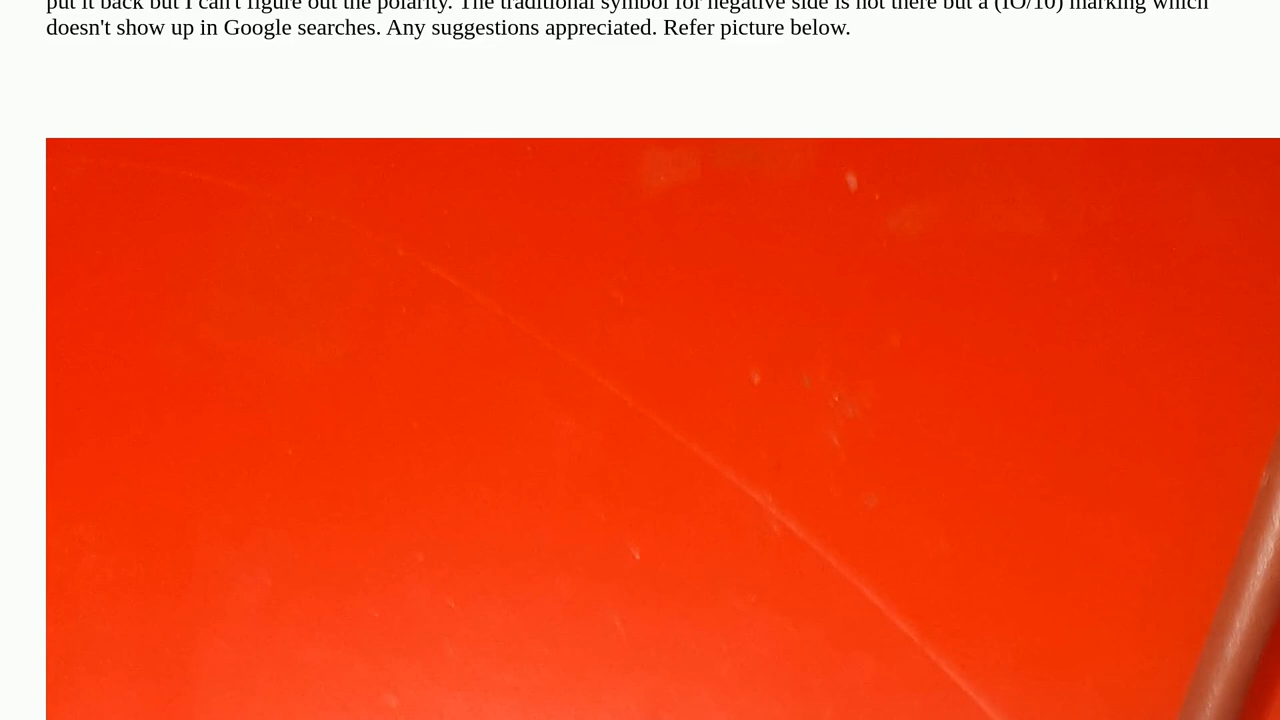 put it back but I can't figure out the polarity. The traditional symbol for negative side is not there but a (IO/10) marking which
doesn't show up in Google searches. Any suggestions appreciated. Refer picture below.